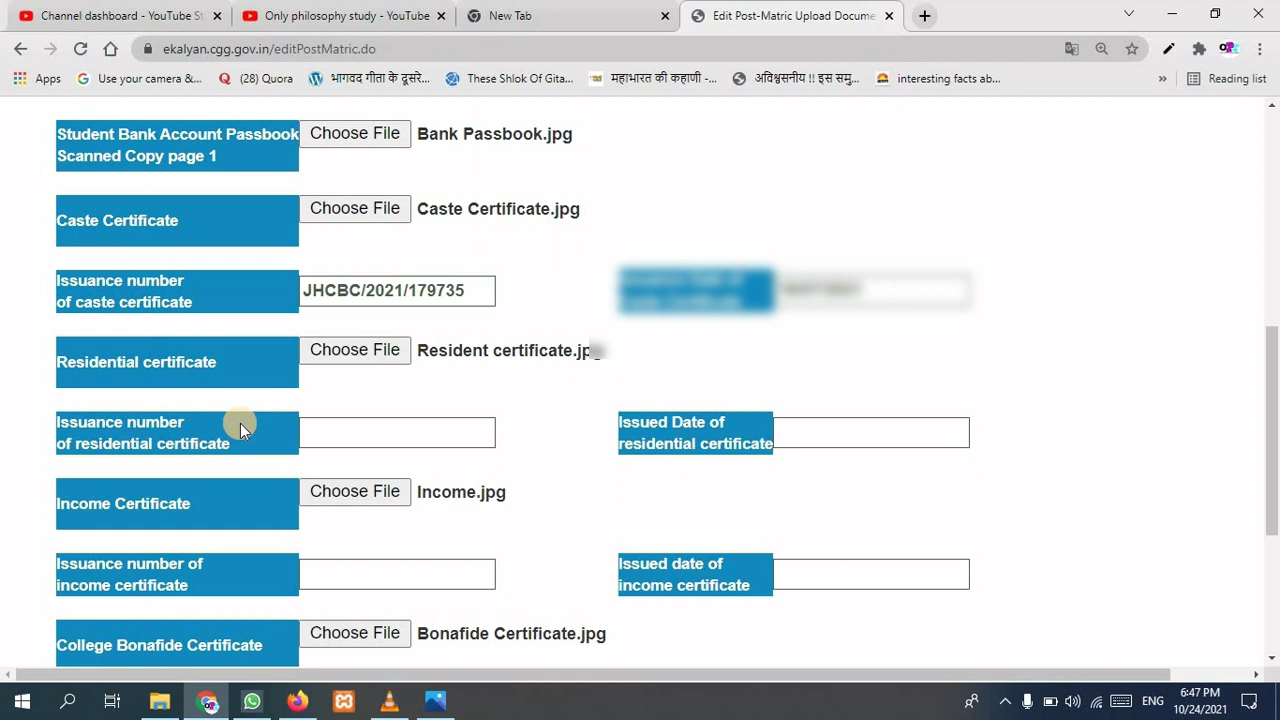 Channel dashboard - YouTube St
Only philosophy study - YouTube
New Tab
Edit Post-Matric Upload Docume
ekalyan.cgg.gov.in/editPostMatric.do
Apps
Use your camera &...
(28) Quora
भागवद गीता के दूसरे...
These Shlok Of Gita...
महाभारत की कहाणी -...
अविश्वसनीय !! इस समु...
interesting facts ab...
»
Reading list
Student Bank Account Passbook
Scanned Copy page 1
Choose File Bank Passbook.jpg
Caste Certificate
Choose File Caste Certificate.jpg
Issuance number
of caste certificate
JHCBC/2021/179735
Residential certificate
Choose File Resident certificate.jp
Issuance number
of residential certificate
Issued Date of
residential certificate
Income Certificate
Choose File Income.jpg
Issuance number of
income certificate
Issued date of
income certificate
College Bonafide Certificate
Choose File Bonafide Certificate.jpg
ENG
6:47 PM
10/24/2021